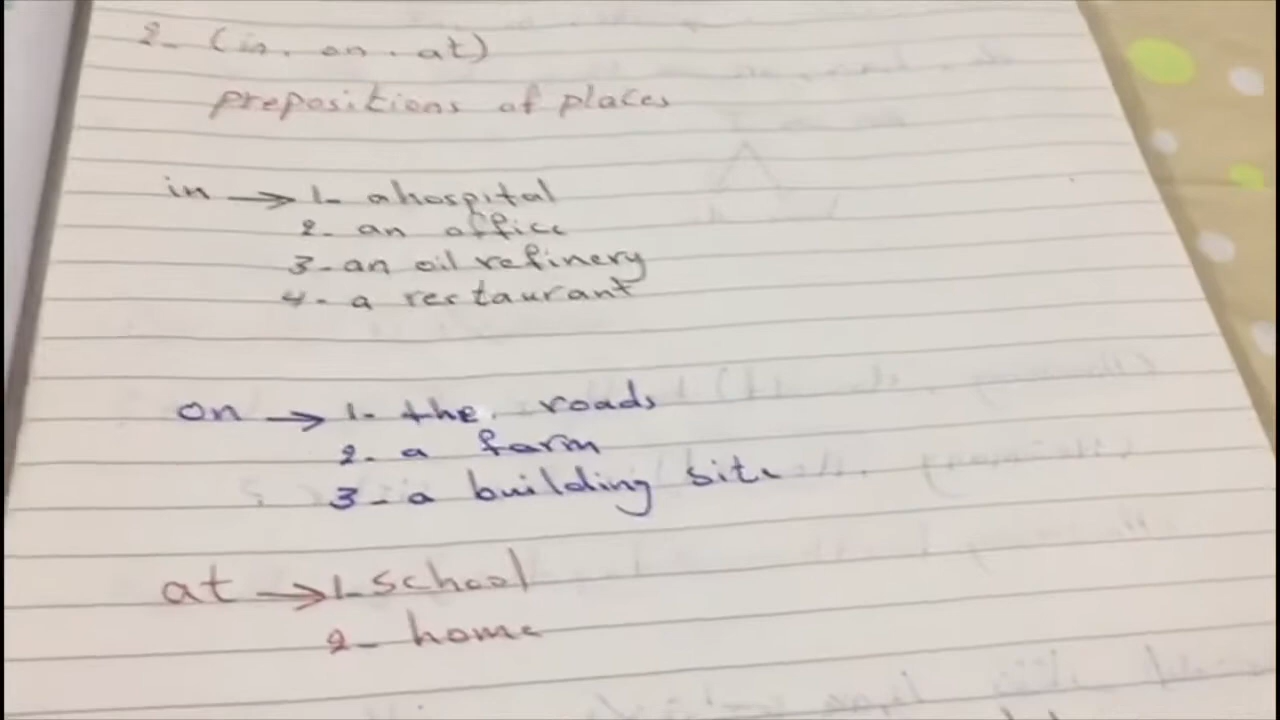 2- (in. on. at)
prepositions of places
in → 1- a hospital
2- an office
3- an oil refinery
4- a restaurant
on → 1- the. roads
2- a farm
3- a building site
at → 1- school
2- home